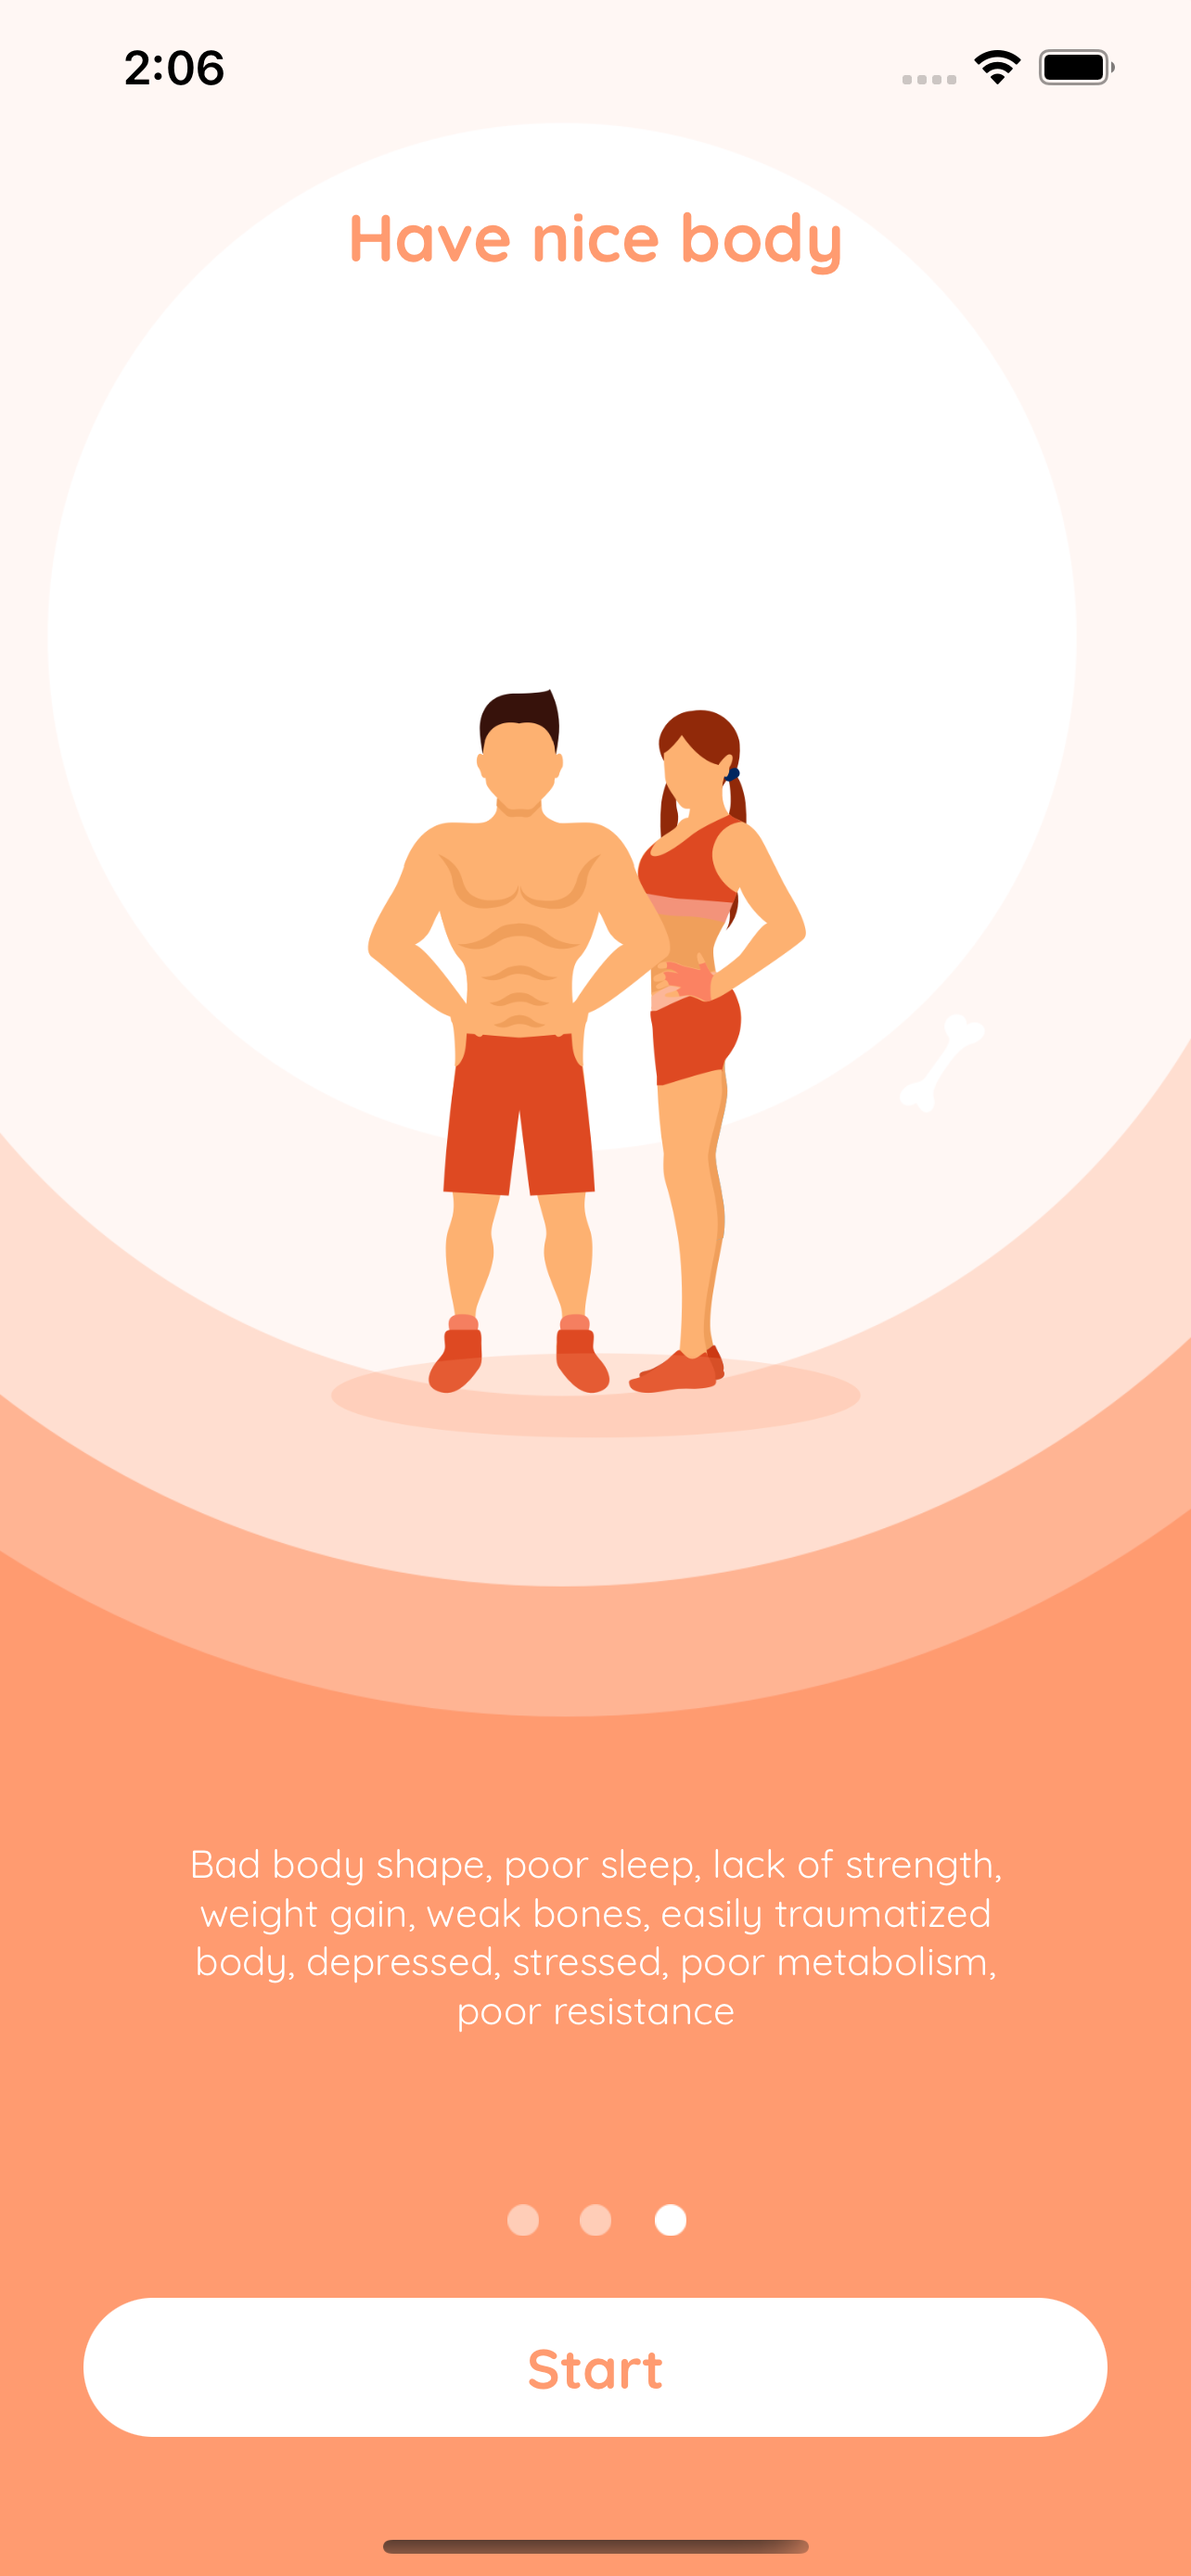 2:06
Have nice body
Bad body shape, poor sleep, lack of strength,
weight gain, weak bones, easily traumatized
body, depressed, stressed, poor metabolism,
poor resistance
Start